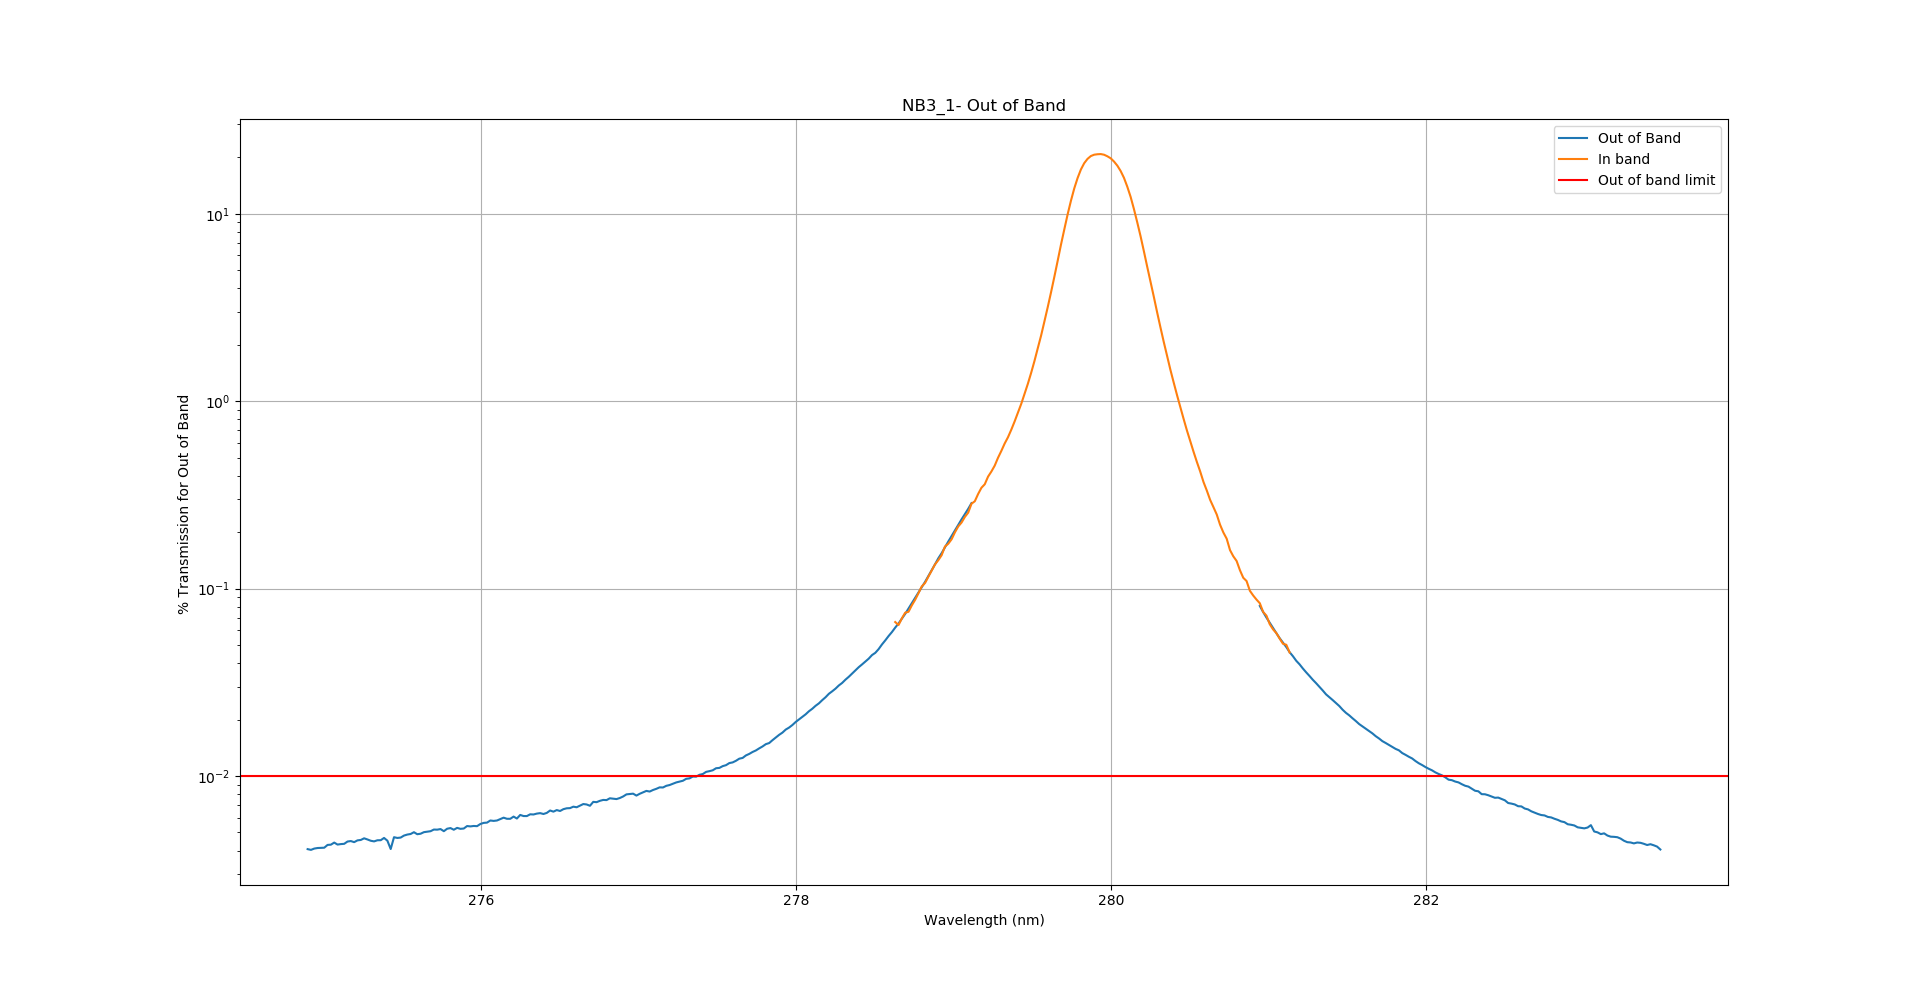 NB3_1- Out of Band
Out of Band
In band
Out of band limit
% Transmission for Out of Band
10¹
10⁰
10⁻¹
10⁻²
276 278 280 282
Wavelength (nm)